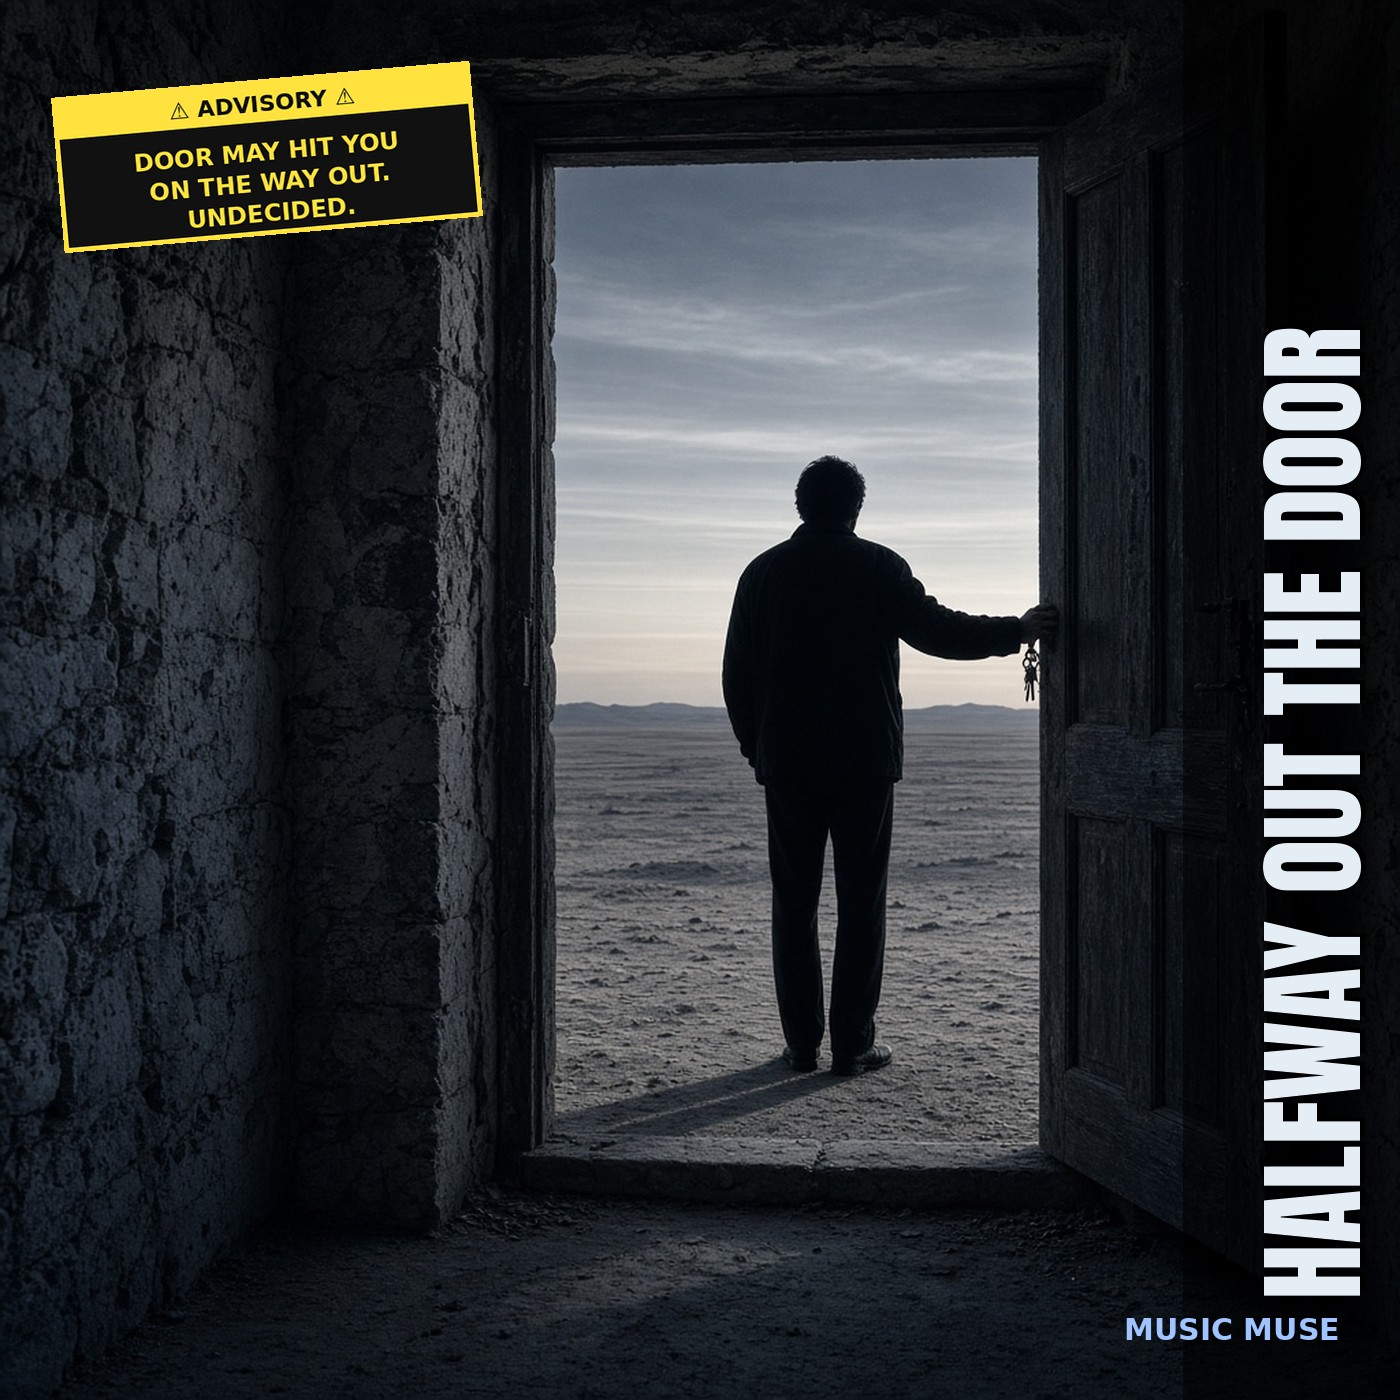 ⚠ ADVISORY ⚠
DOOR MAY HIT YOU
ON THE WAY OUT.
UNDECIDED.
HALFWAY OUT THE DOOR
MUSIC MUSE